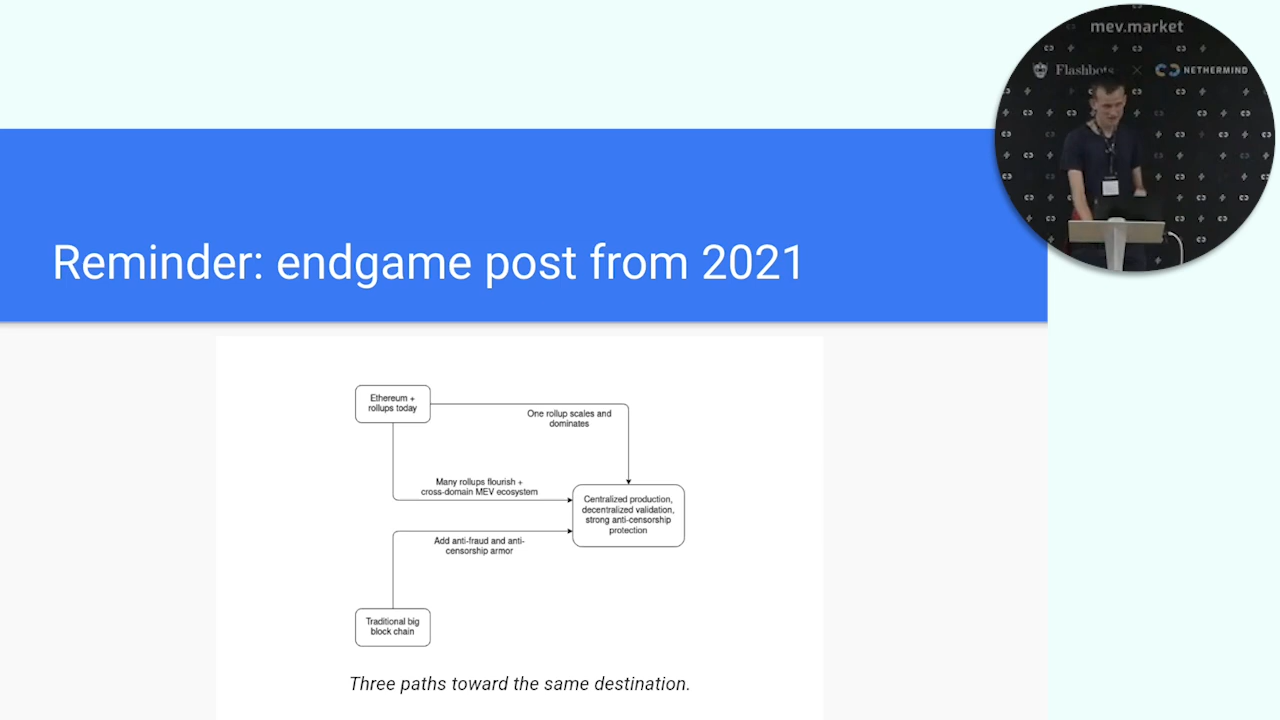 mev.market
Flashbots × NETHERMIND
Reminder: endgame post from 2021
Ethereum +
rollups today
One rollup scales and
dominates
Many rollups flourish +
cross-domain MEV ecosystem
Centralized production,
decentralized validation,
strong anti-censorship
protection
Add anti-fraud and anti-
censorship armor
Traditional big
block chain
Three paths toward the same destination.